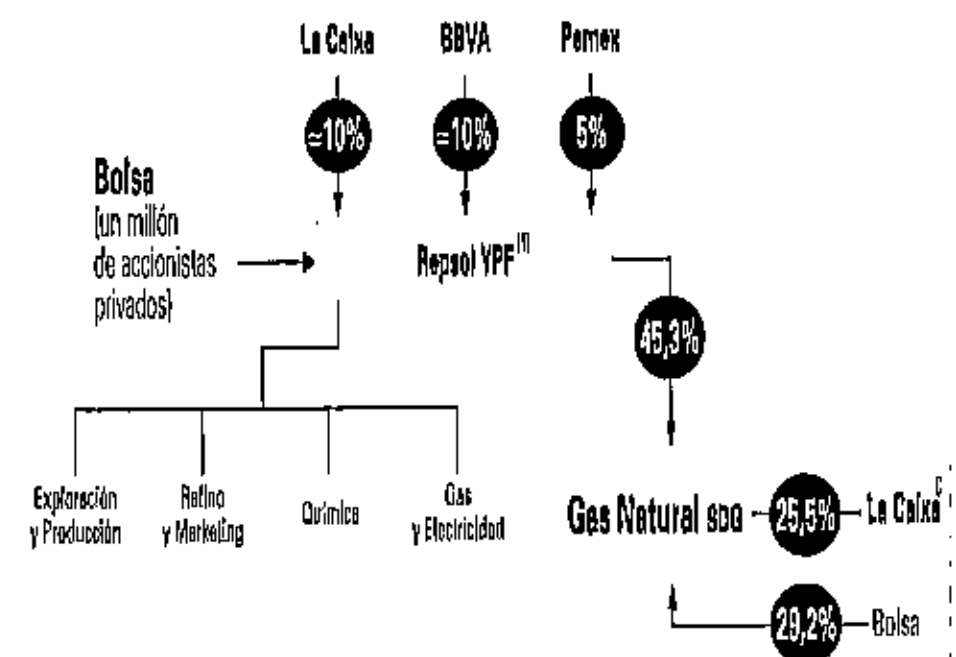 La Caixa BBVA Pemex
≈10% ≈10% 5%
Bolsa
[un millón
de accionistas
privados]
Repsol YPF
45,3%
Exploración
y Producción
Refino
y Marketing
Química
Gas
y Electricidad
Gas Natural SDG
25,5%
La Caixa
29,2%
Bolsa